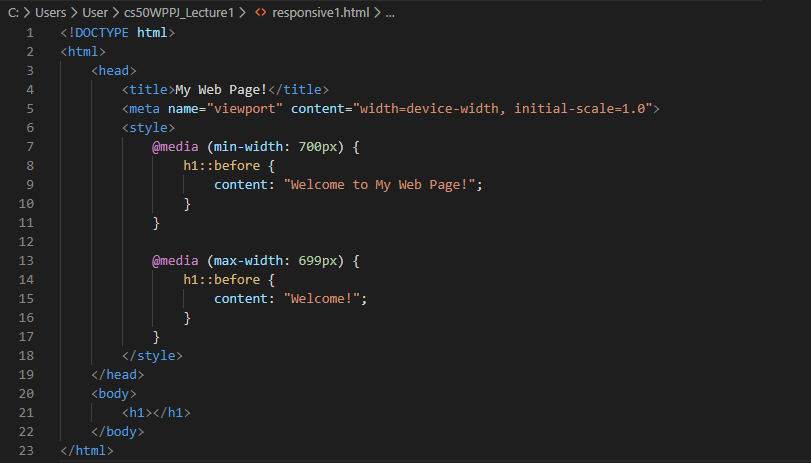 C: > Users > User > cs50WPPJ_Lecture1 > <> responsive1.html > ...
1 <!DOCTYPE html>
2 <html>
3     <head>
4         <title>My Web Page!</title>
5         <meta name="viewport" content="width=device-width, initial-scale=1.0">
6         <style>
7             @media (min-width: 700px) {
8                 h1::before {
9                     content: "Welcome to My Web Page!";
10                 }
11             }
12
13             @media (max-width: 699px) {
14                 h1::before {
15                     content: "Welcome!";
16                 }
17             }
18         </style>
19     </head>
20     <body>
21         <h1></h1>
22     </body>
23 </html>